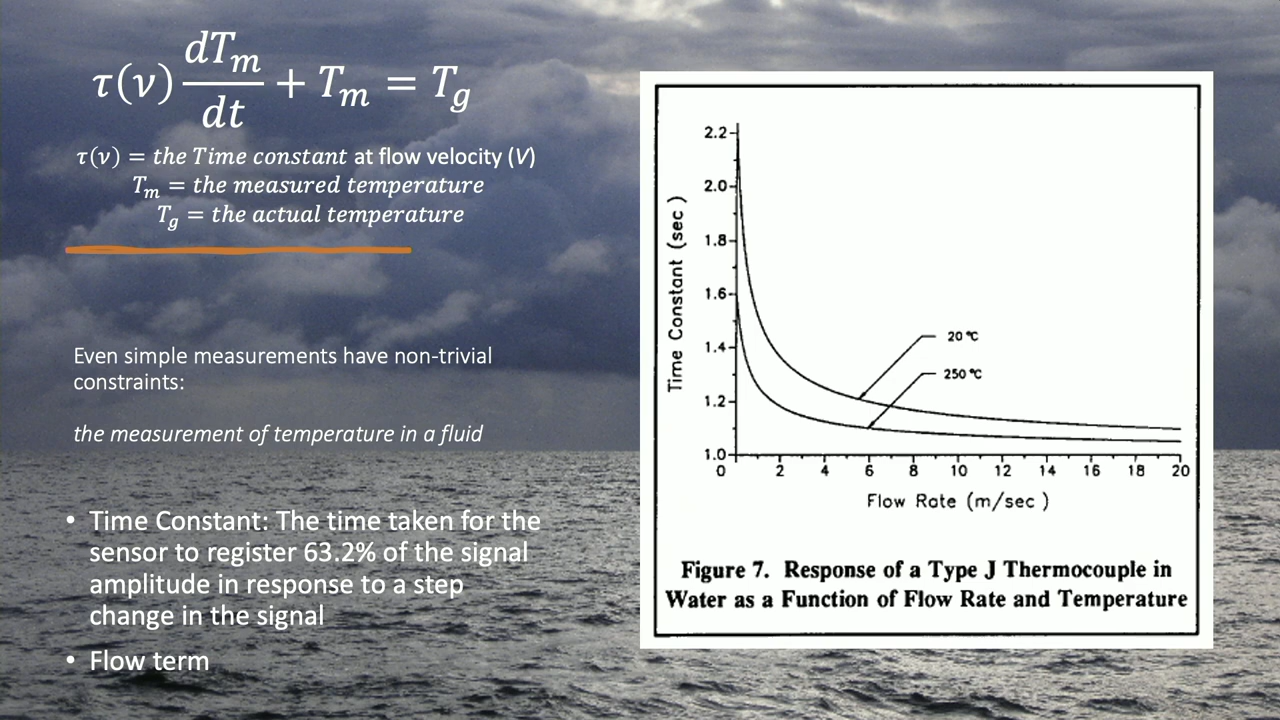 τ(ν) dTm/dt + Tm = Tg
τ(ν) = the Time constant at flow velocity (V)
Tm = the measured temperature
Tg = the actual temperature
Even simple measurements have non-trivial
constraints:
the measurement of temperature in a fluid
• Time Constant: The time taken for the
sensor to register 63.2% of the signal
amplitude in response to a step
change in the signal
• Flow term
Time Constant (sec )
2.2
2.0
1.8
1.6
1.4
1.2
1.0
20 °C
250 °C
0 2 4 6 8 10 12 14 16 18 20
Flow Rate (m/sec )
Figure 7. Response of a Type J Thermocouple in
Water as a Function of Flow Rate and Temperature